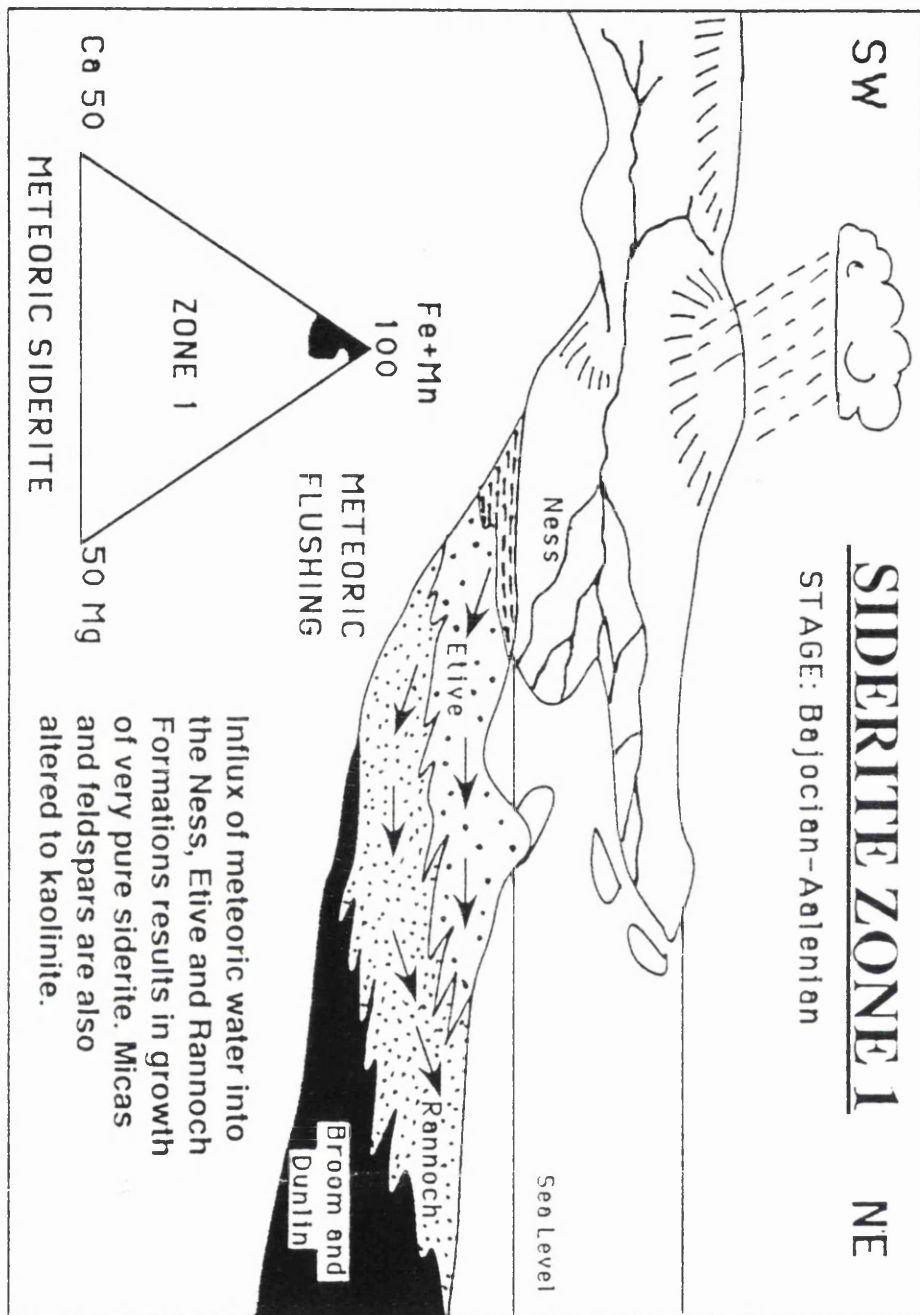 SIDERITE ZONE 1
SW
NE
STAGE: Bajocian-Aalenian
Ness
Sea Level
Etive
Rannoch
Broom and
Dunlin
METEORIC
FLUSHING
Fe+Mn
100
ZONE 1
Ca 50
50 Mg
METEORIC SIDERITE
Influx of meteoric water into
the Ness, Etive and Rannoch
Formations results in growth
of very pure siderite. Micas
and feldspars are also
altered to kaolinite.